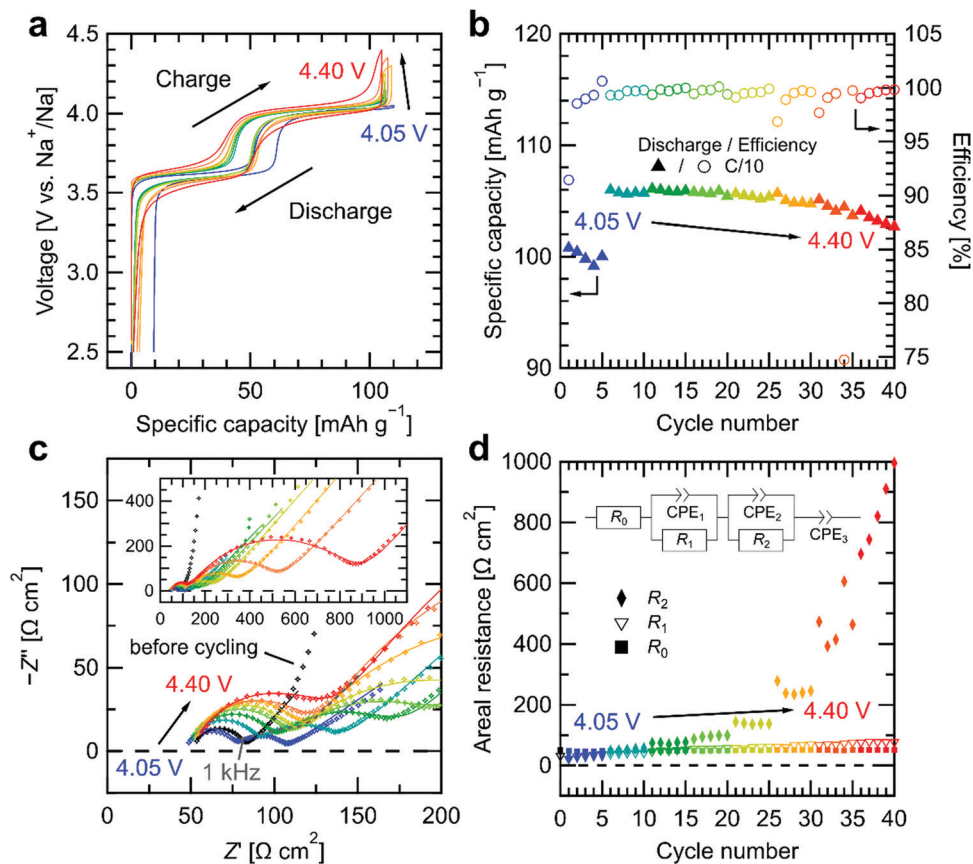 a
4.5
4.0
3.5
3.0
2.5
Voltage [V vs. Na⁺/Na]
Charge
4.40 V
4.05 V
Discharge
0
50
100
Specific capacity [mAh g⁻¹]
b
120
110
100
90
Specific capacity [mAh g⁻¹]
105
100
95
90
85
80
75
Efficiency [%]
Discharge / Efficiency
▲ / ○ C/10
4.05 V
4.40 V
0 5 10 15 20 25 30 35 40
Cycle number
c
150
100
50
0
−Z" [Ω cm²]
400
200
0
0 200 400 600 800 1000
before cycling
4.40 V
4.05 V
1 kHz
0 50 100 150 200
Z' [Ω cm²]
d
1000
800
600
400
200
0
Areal resistance [Ω cm²]
R₀
CPE₁
R₁
CPE₂
R₂
CPE₃
R₂
R₁
R₀
4.05 V
4.40 V
0 5 10 15 20 25 30 35 40
Cycle number